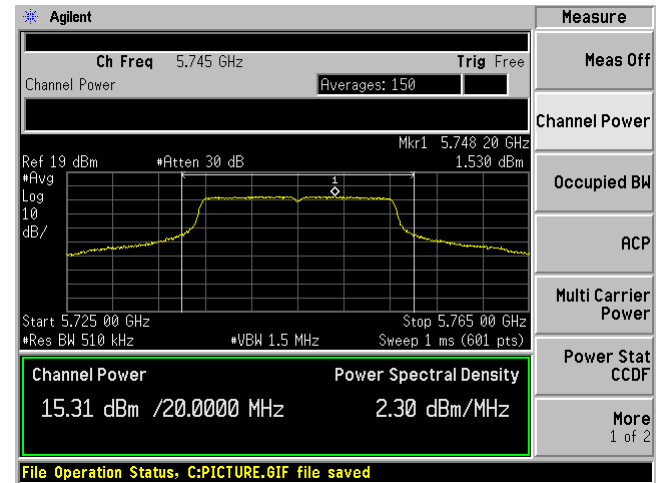 Agilent
Measure
Ch Freq 5.745 GHz Trig Free
Meas Off
Channel Power Averages: 150
Channel Power
Mkr1 5.748 20 GHz
Ref 19 dBm #Atten 30 dB 1.530 dBm
#Avg
Log
10
dB/
1
Occupied BW
ACP
Multi Carrier
Power
Start 5.725 00 GHz Stop 5.765 00 GHz
#Res BW 510 kHz #VBW 1.5 MHz Sweep 1 ms (601 pts)
Power Stat
CCDF
Channel Power Power Spectral Density
15.31 dBm /20.0000 MHz 2.30 dBm/MHz
More
1 of 2
File Operation Status, C:PICTURE.GIF file saved